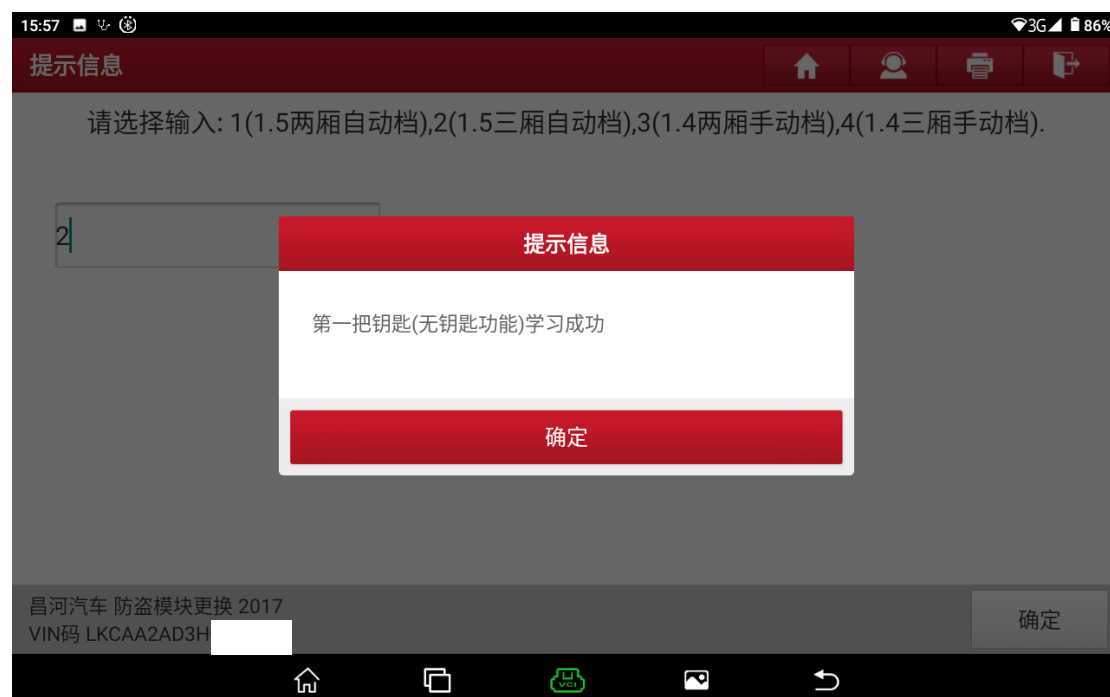 15:57
3G 86%
提示信息
请选择输入: 1(1.5两厢自动档),2(1.5三厢自动档),3(1.4两厢手动档),4(1.4三厢手动档).
2
提示信息
第一把钥匙(无钥匙功能)学习成功
确定
昌河汽车 防盗模块更换 2017
VIN码 LKCAA2AD3H
确定
VCI